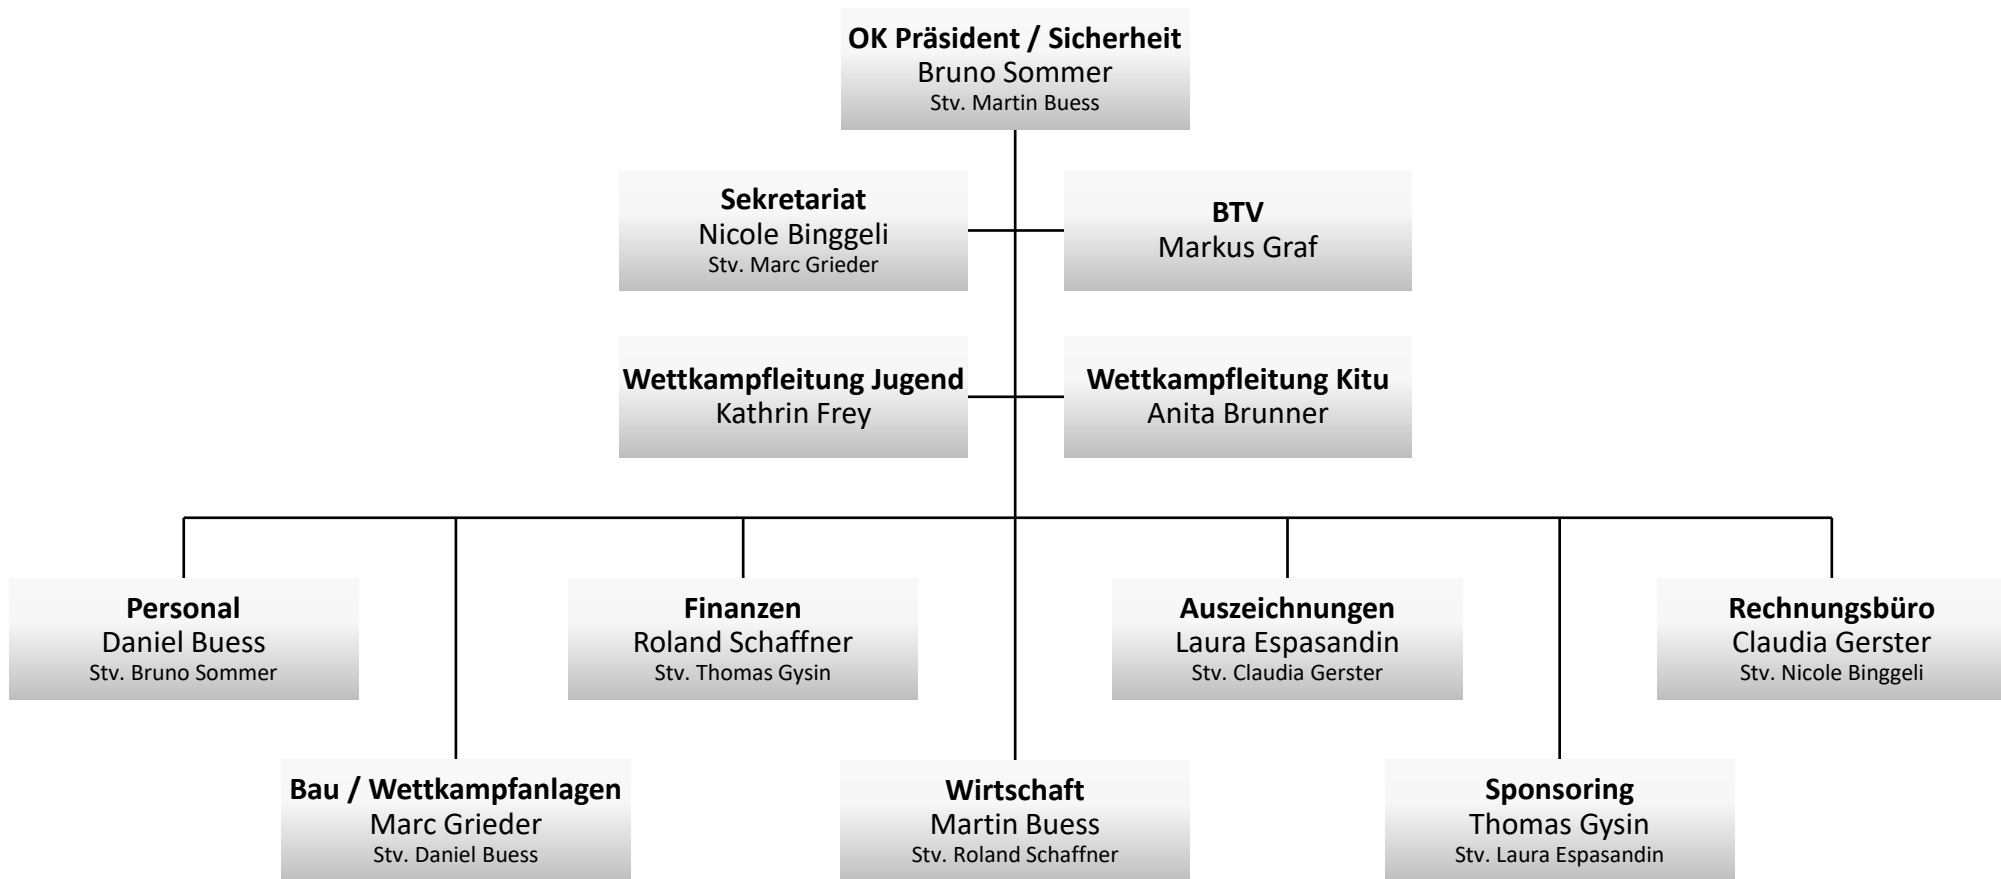 OK Präsident / Sicherheit
Bruno Sommer
Stv. Martin Buess
Sekretariat
Nicole Binggeli
Stv. Marc Grieder
BTV
Markus Graf
Wettkampfleitung Jugend
Kathrin Frey
Wettkampfleitung Kitu
Anita Brunner
Personal
Daniel Buess
Stv. Bruno Sommer
Finanzen
Roland Schaffner
Stv. Thomas Gysin
Auszeichnungen
Laura Espasandin
Stv. Claudia Gerster
Rechnungsbüro
Claudia Gerster
Stv. Nicole Binggeli
Bau / Wettkampfanlagen
Marc Grieder
Stv. Daniel Buess
Wirtschaft
Martin Buess
Stv. Roland Schaffner
Sponsoring
Thomas Gysin
Stv. Laura Espasandin